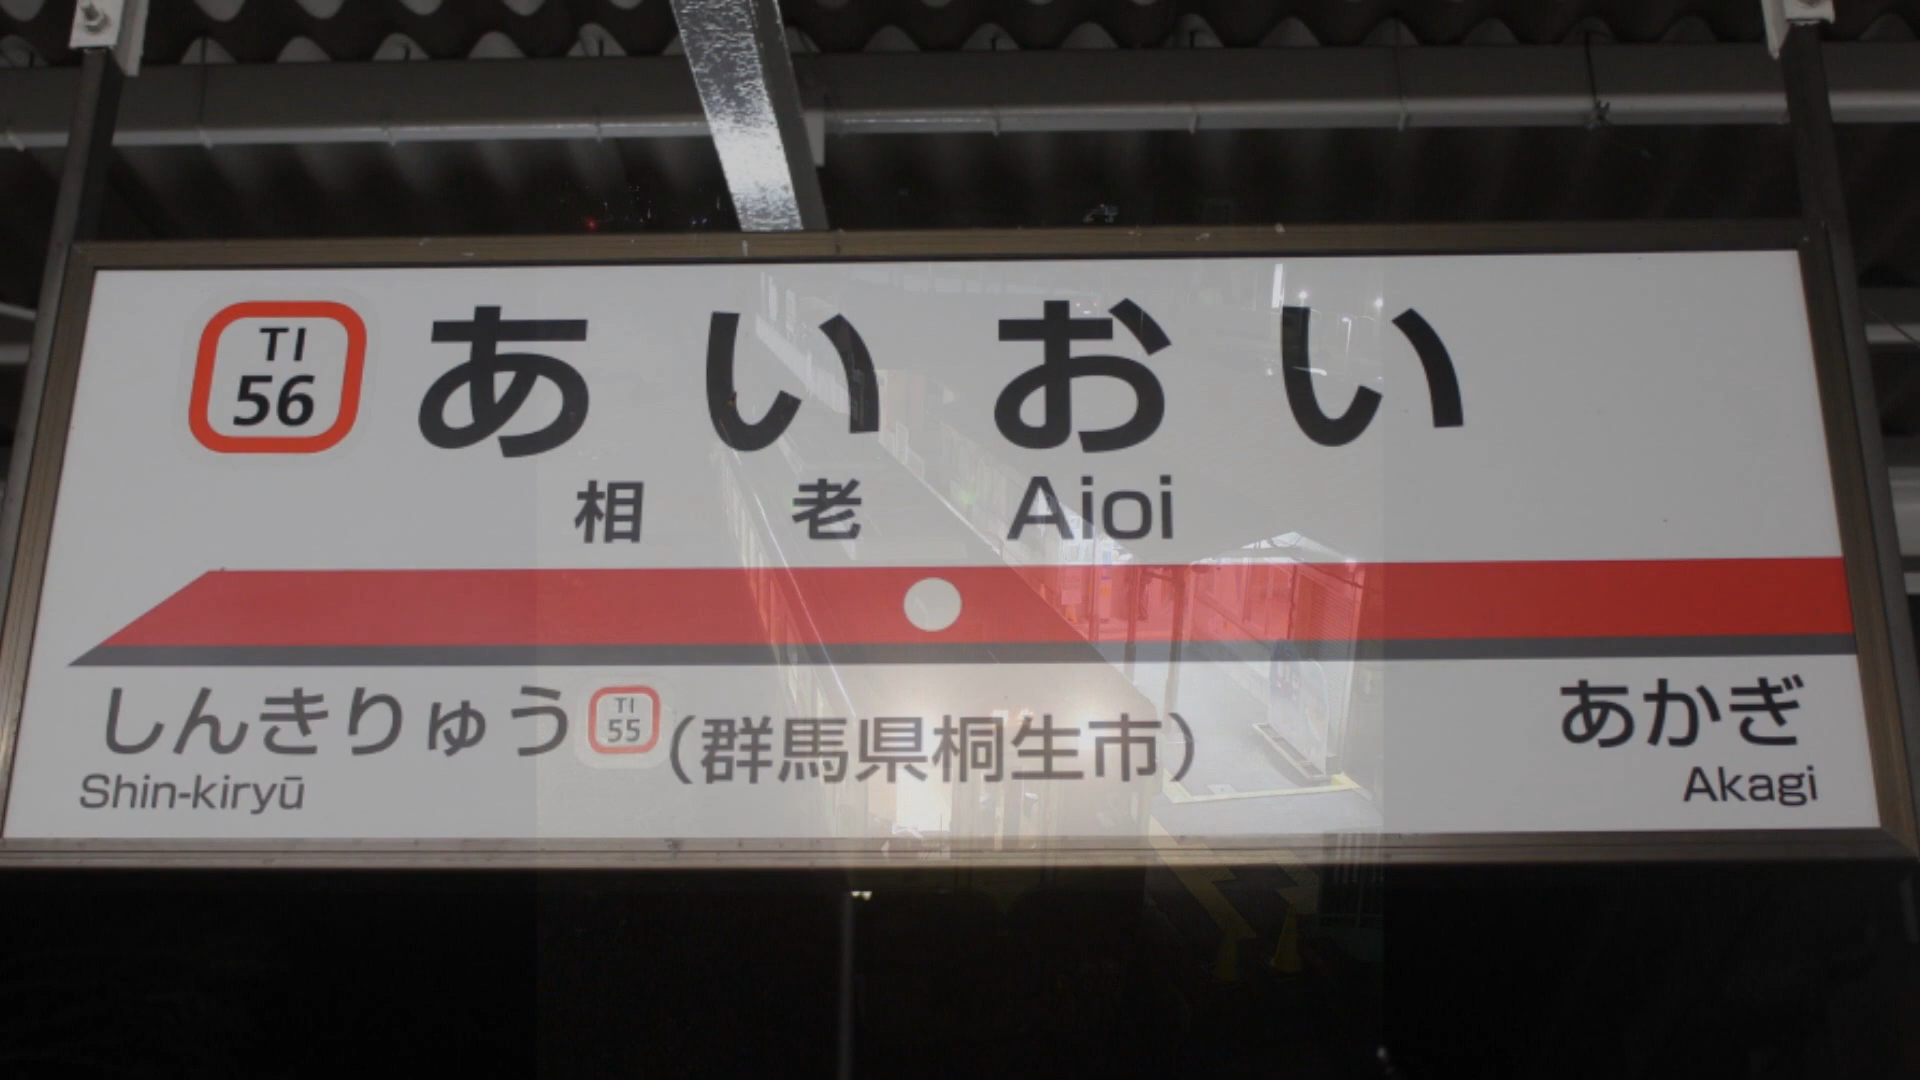 TI
56
あいおい
相老 Aioi
しんきりゅう TI 55 (群馬県桐生市) あかぎ
Shin-kiryū Akagi